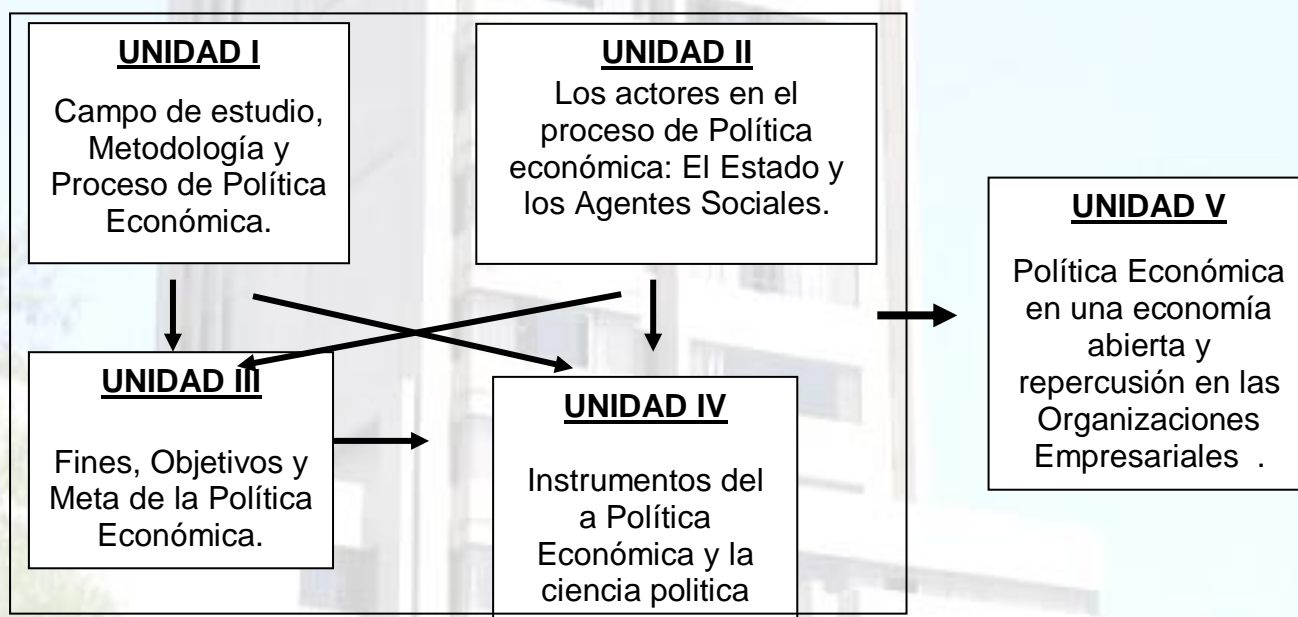 UNIDAD I
Campo de estudio,
Metodología y
Proceso de Política
Económica.
UNIDAD II
Los actores en el
proceso de Política
económica: El Estado y
los Agentes Sociales.
UNIDAD III
Fines, Objetivos y
Meta de la Política
Económica.
UNIDAD IV
Instrumentos del
a Política
Económica y la
ciencia politica
UNIDAD V
Política Económica
en una economía
abierta y
repercusión en las
Organizaciones
Empresariales .